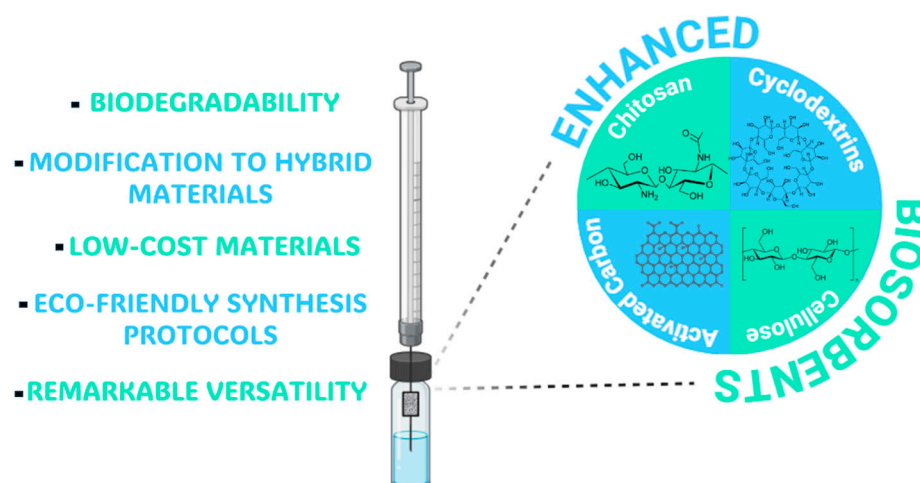 - BIODEGRADABILITY
- MODIFICATION TO HYBRID
MATERIALS
- LOW-COST MATERIALS
- ECO-FRIENDLY SYNTHESIS
PROTOCOLS
- REMARKABLE VERSATILITY
ENHANCED
BIOSORBENTS
Chitosan
Cyclodextrins
Activated Carbon
Cellulose